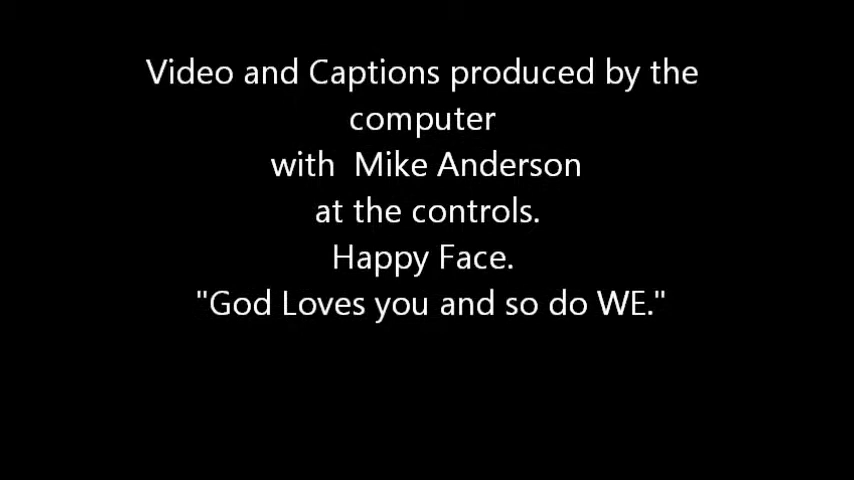 Video and Captions produced by the
computer
with  Mike Anderson
at the controls.
Happy Face.
"God Loves you and so do WE."